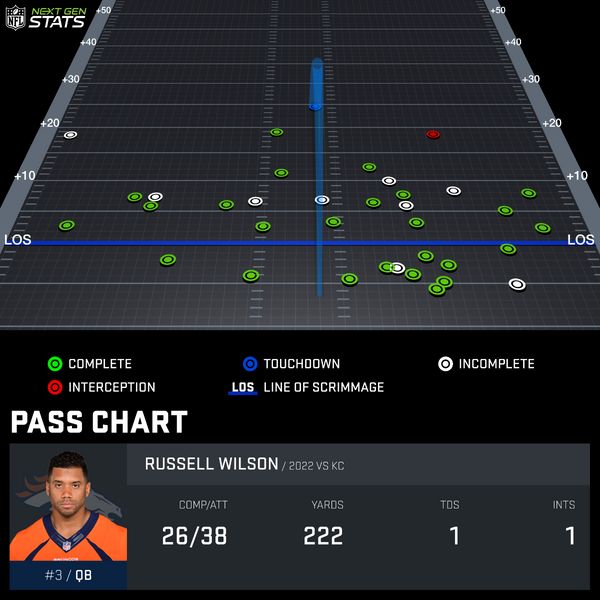 NFL NEXT GEN STATS
+50 +50
+30 +30
+20 +20
+10 +10
LOS LOS
COMPLETE TOUCHDOWN INCOMPLETE
INTERCEPTION LOS LINE OF SCRIMMAGE
PASS CHART
RUSSELL WILSON / 2022 VS KC
COMP/ATT YARDS TDS INTS
26/38 222 1 1
#3 / QB